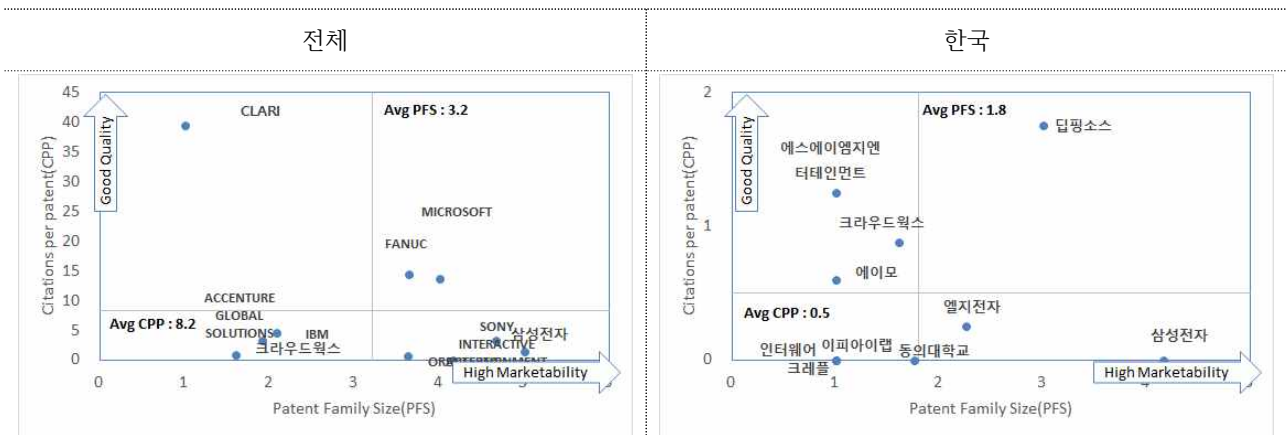 전체
한국
45
40
35
30
25
20
15
10
5
0
Citations per patent(CPP)
Good Quality
CLARI
Avg PFS : 3.2
MICROSOFT
FANUC
ACCENTURE
GLOBAL
SOLUTIONS
Avg CPP : 8.2
IBM
크라우드웍스
SONY
INTERACTIVE
삼성전자
High Marketability
0
1
2
3
4
Patent Family Size(PFS)
2
1
0
Citations per patent(CPP)
Good Quality
Avg PFS : 1.8
딥핑소스
에스에이엠지엔
터테인먼트
크라우드웍스
에이모
Avg CPP : 0.5
엘지전자
삼성전자
인터웨어
이피아이랩
동의대학교
크레플
High Marketability
0
1
2
3
Patent Family Size(PFS)